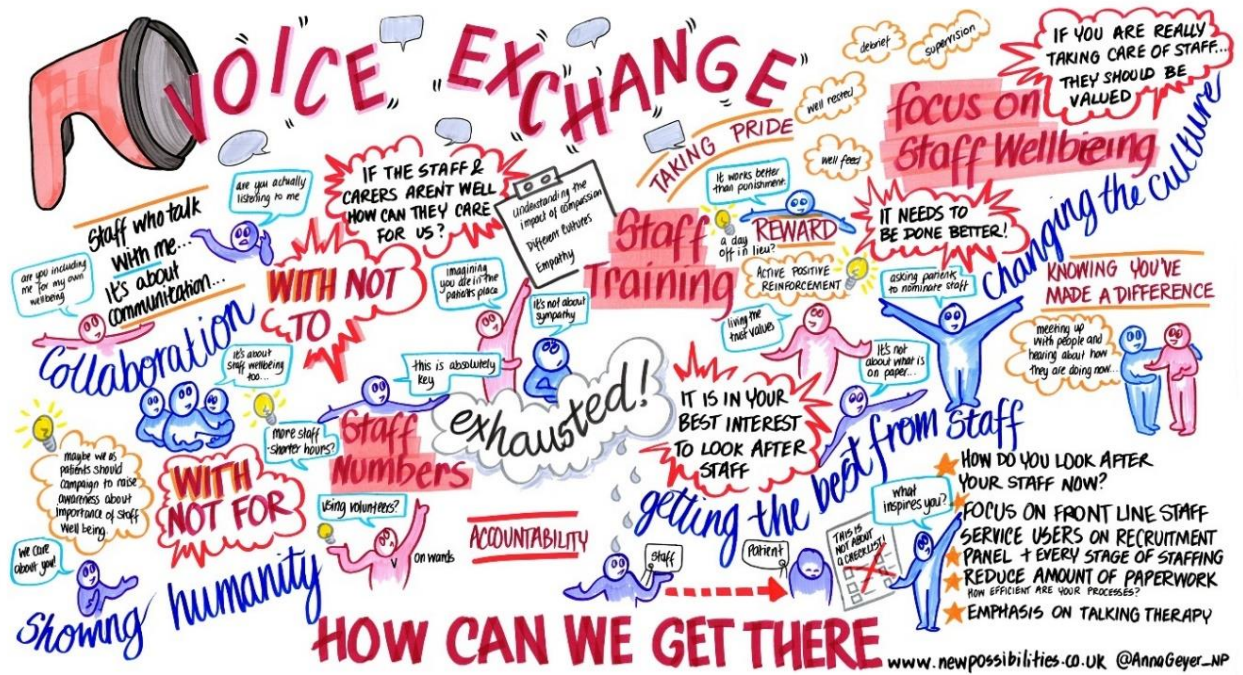 VOICE EXCHANGE
debrief
supervision
well rested
well feed
TAKING PRIDE
focus on
Staff Wellbieing
IF YOU ARE REALLY
TAKING CARE OF STAFF...
THEY SHOULD BE
VALUED
changing the culture
Staff who talk
with me...
It's about
communitation...
are you actually
listening to me
are you including
me for my own
wellbeing
Collaboration
IF THE STAFF &
CARERS ARENT WELL
HOW CAN THEY CARE
FOR US?
WITH NOT
TO
understanding the
impact of compassion
Different cultures
Empathy
imagining
you are in the
patients place
it's not about
sympathy
Staff
Training
It works better
than punishment.
REWARD
a day
off in lieu?
ACTIVE POSITIVE
REINFORCEMENT
IT NEEDS TO
BE DONE BETTER!
asking patients
to nominate staff
living the
trust values
It's not
about what is
on paper...
KNOWING YOU'VE
MADE A DIFFERENCE
meeting up
with people and
hearing about how
they are doing now...
it's about
staff wellbeing
too...
this is absolutely
key
exhausted!
IT IS IN YOUR
BEST INTEREST
TO LOOK AFTER
STAFF
getting the best from staff
more staff
shorter hours?
Staff
Numbers
maybe we as
patients should
campaign to raise
awareness about
importance of staff
well being.
WITH
NOT FOR
using volunteers?
on wards
ACCOUNTABILITY
we care
about you!
Showing humanity
Staff
Patient
THIS IS
NOT ABOUT
A CHECKLIST!
what
inspires you?
HOW DO YOU LOOK AFTER
YOUR STAFF NOW?
FOCUS ON FRONT LINE STAFF
SERVICE USERS ON RECRUITMENT
PANEL + EVERY STAGE OF STAFFING
REDUCE AMOUNT OF PAPERWORK
HOW EFFICIENT ARE YOUR PROCESSES?
EMPHASIS ON TALKING THERAPY
HOW CAN WE GET THERE
www.newpossibilities.co.uk @AnnaGeyer_NP